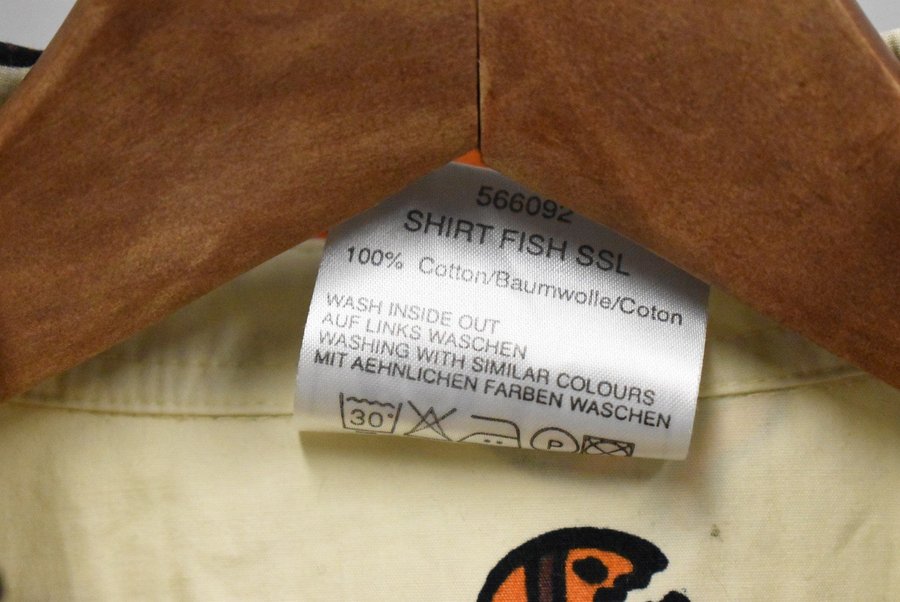 566092
SHIRT FISH SSL
100% Cotton/Baumwolle/Coton
WASH INSIDE OUT
AUF LINKS WASCHEN
WASHING WITH SIMILAR COLOURS
MIT AEHNLICHEN FARBEN WASCHEN
30°
P